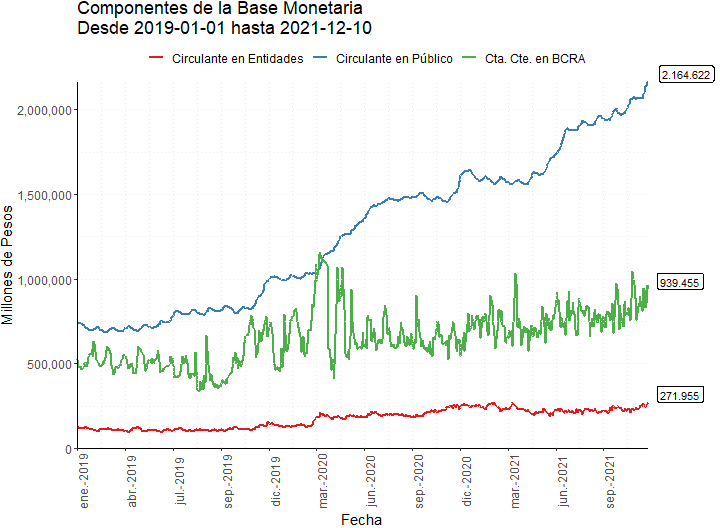 Componentes de la Base Monetaria
Desde 2019-01-01 hasta 2021-12-10
Circulante en Entidades Circulante en Público Cta. Cte. en BCRA
Millones de Pesos
2,000,000
1,500,000
1,000,000
500,000
0
2.164.622
939.455
271.955
ene.-2019
abr.-2019
jul.-2019
sep.-2019
dic.-2019
mar.-2020
jun.-2020
sep.-2020
dic.-2020
mar.-2021
jun.-2021
sep.-2021
Fecha